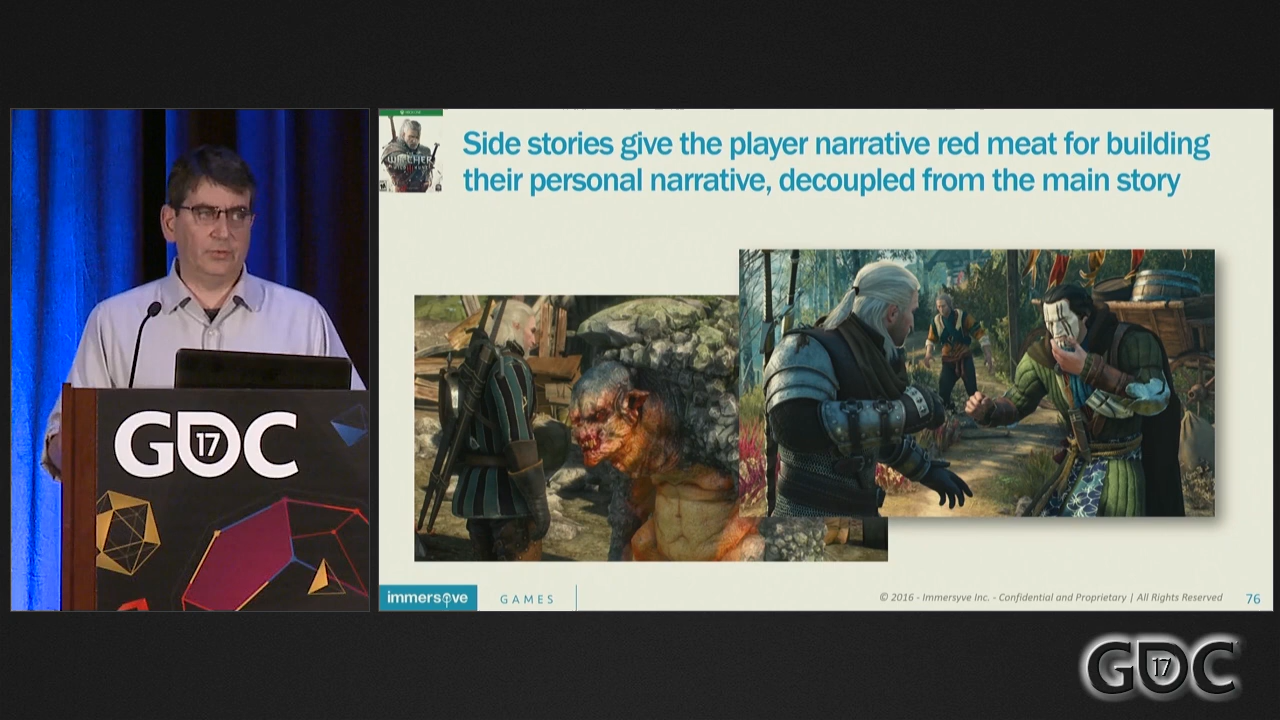 GDC
17
WITCHER
Side stories give the player narrative red meat for building
their personal narrative, decoupled from the main story
immersyve
GAMES
© 2016 - Immersyve Inc. - Confidential and Proprietary | All Rights Reserved
76
GDC
17